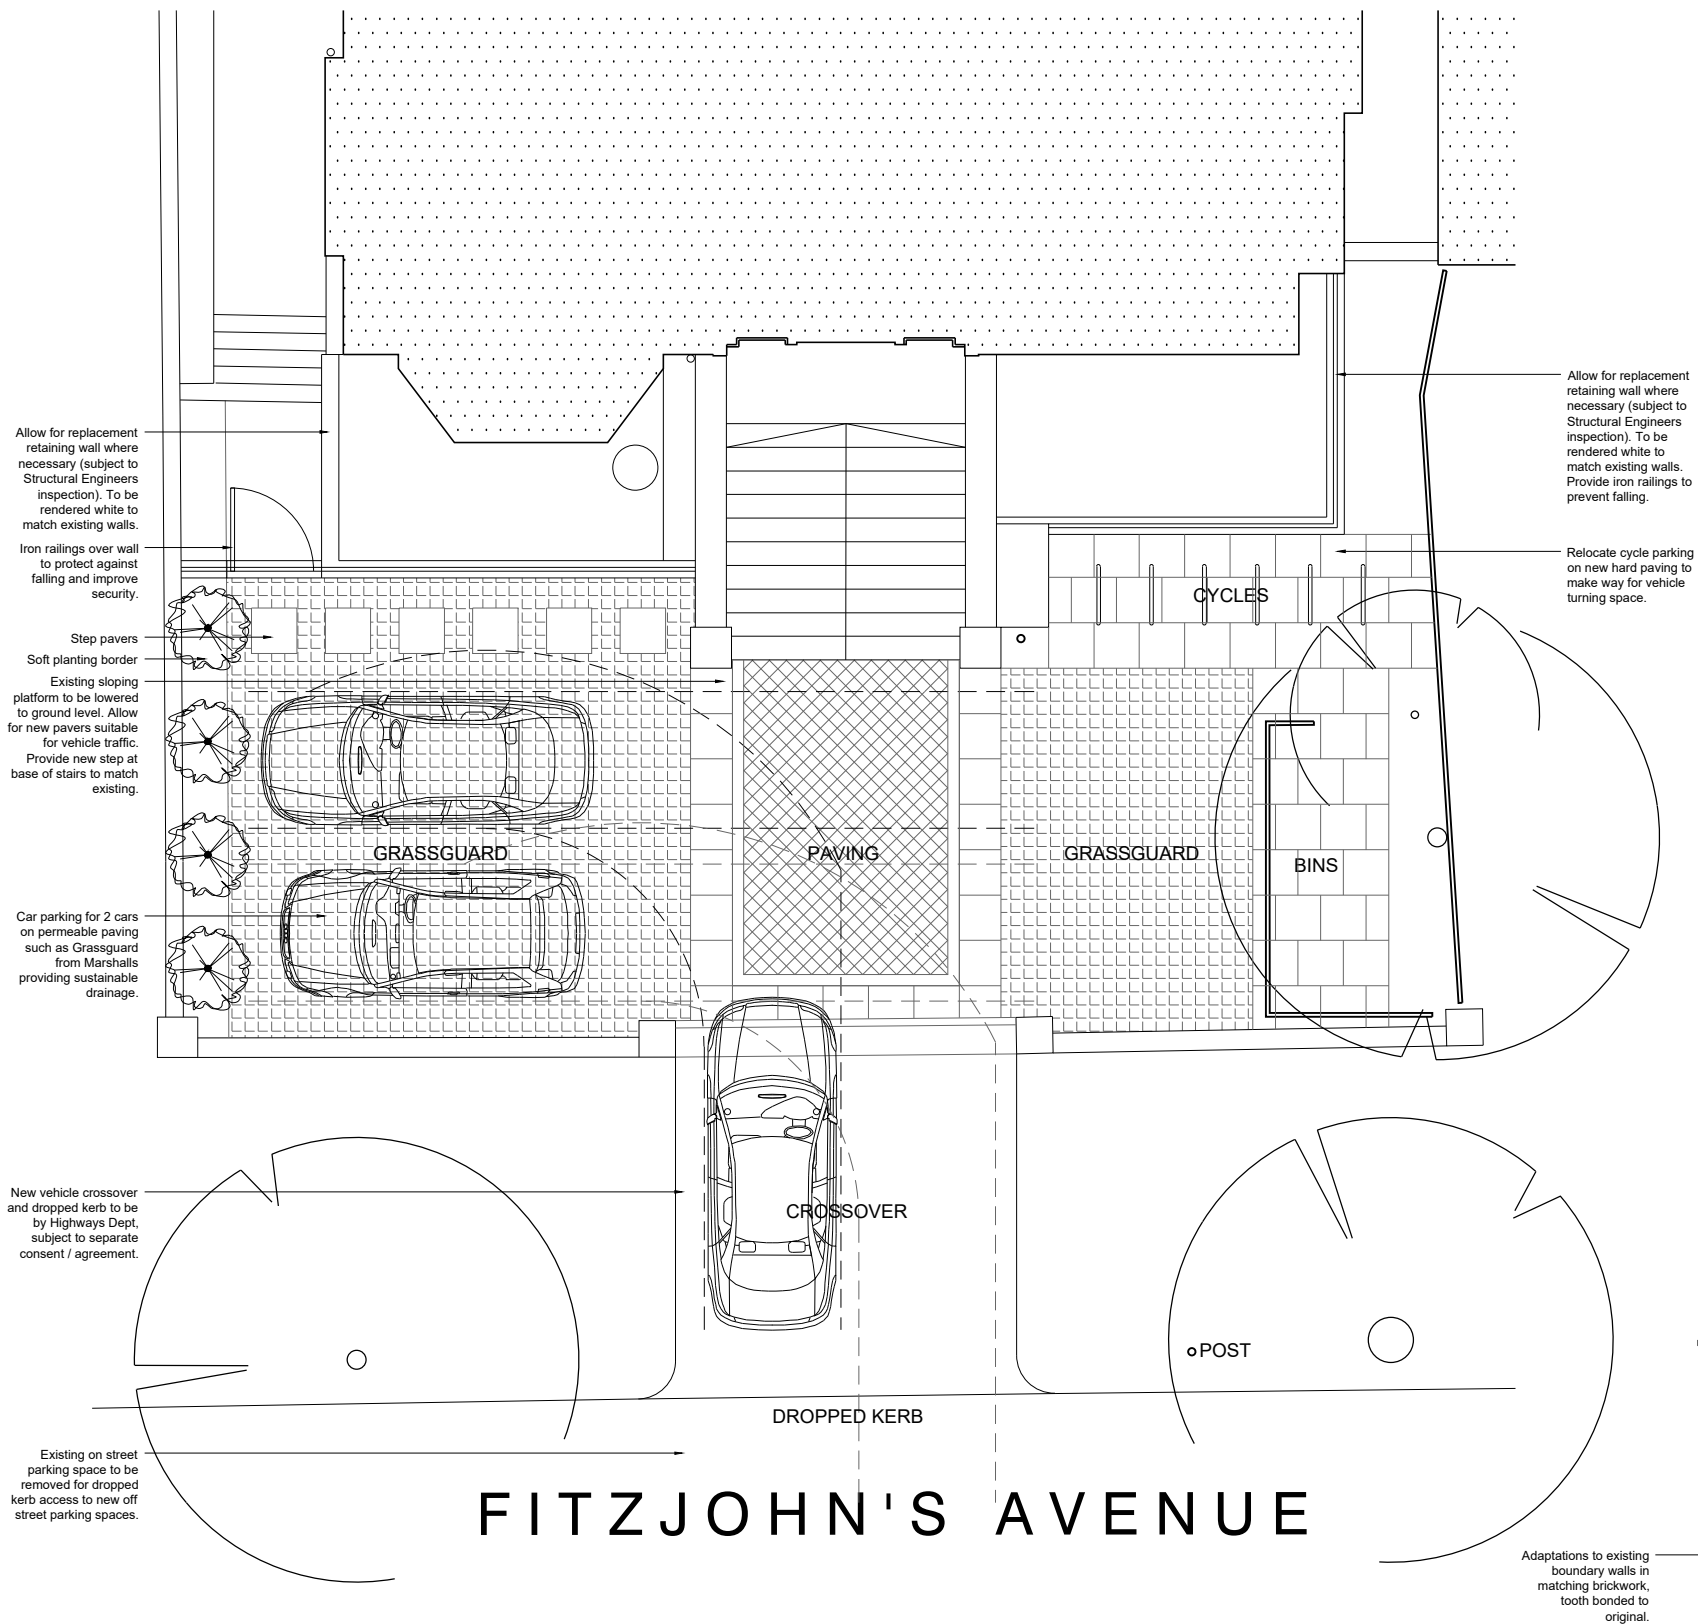 Allow for replacement
retaining wall where
necessary (subject to
Structural Engineers
inspection). To be
rendered white to
match existing walls.
Iron railings over wall
to protect against
falling and improve
security.
Step pavers
Soft planting border
Existing sloping
platform to be lowered
to ground level. Allow
for new pavers suitable
for vehicle traffic.
Provide new step at
base of stairs to match
existing.
Car parking for 2 cars
on permeable paving
such as Grassguard
from Marshalls
providing sustainable
drainage.
New vehicle crossover
and dropped kerb to be
by Highways Dept,
subject to separate
consent / agreement.
Existing on street
parking space to be
removed for dropped
kerb access to new off
street parking spaces.
Allow for replacement
retaining wall where
necessary (subject to
Structural Engineers
inspection). To be
rendered white to
match existing walls.
Provide iron railings to
prevent falling.
Relocate cycle parking
on new hard paving to
make way for vehicle
turning space.
CYCLES
GRASSGUARD
PAVING
GRASSGUARD
BINS
CROSSOVER
POST
DROPPED KERB
FITZJOHN'S AVENUE
Adaptations to existing
boundary walls in
matching brickwork,
tooth bonded to
original.